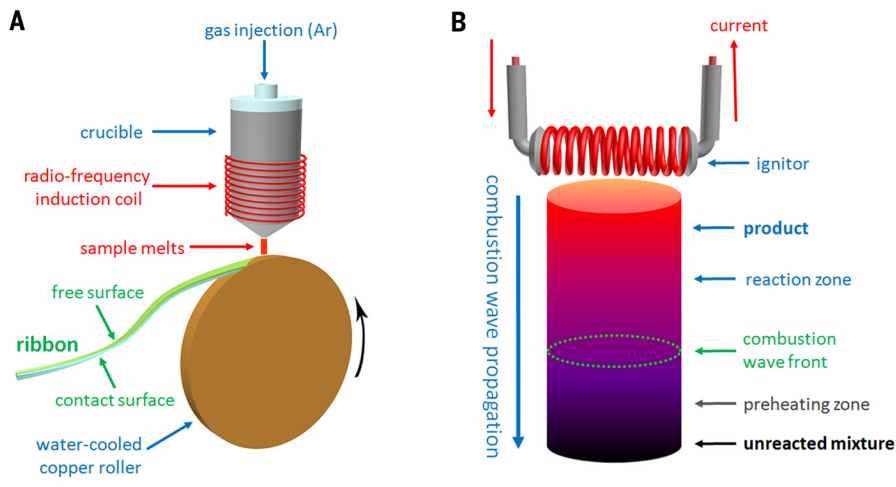 A
gas injection (Ar)
crucible
radio-frequency
induction coil
sample melts
free surface
ribbon
contact surface
water-cooled
copper roller
B
current
ignitor
combustion wave propagation
product
reaction zone
combustion
wave front
preheating zone
unreacted mixture